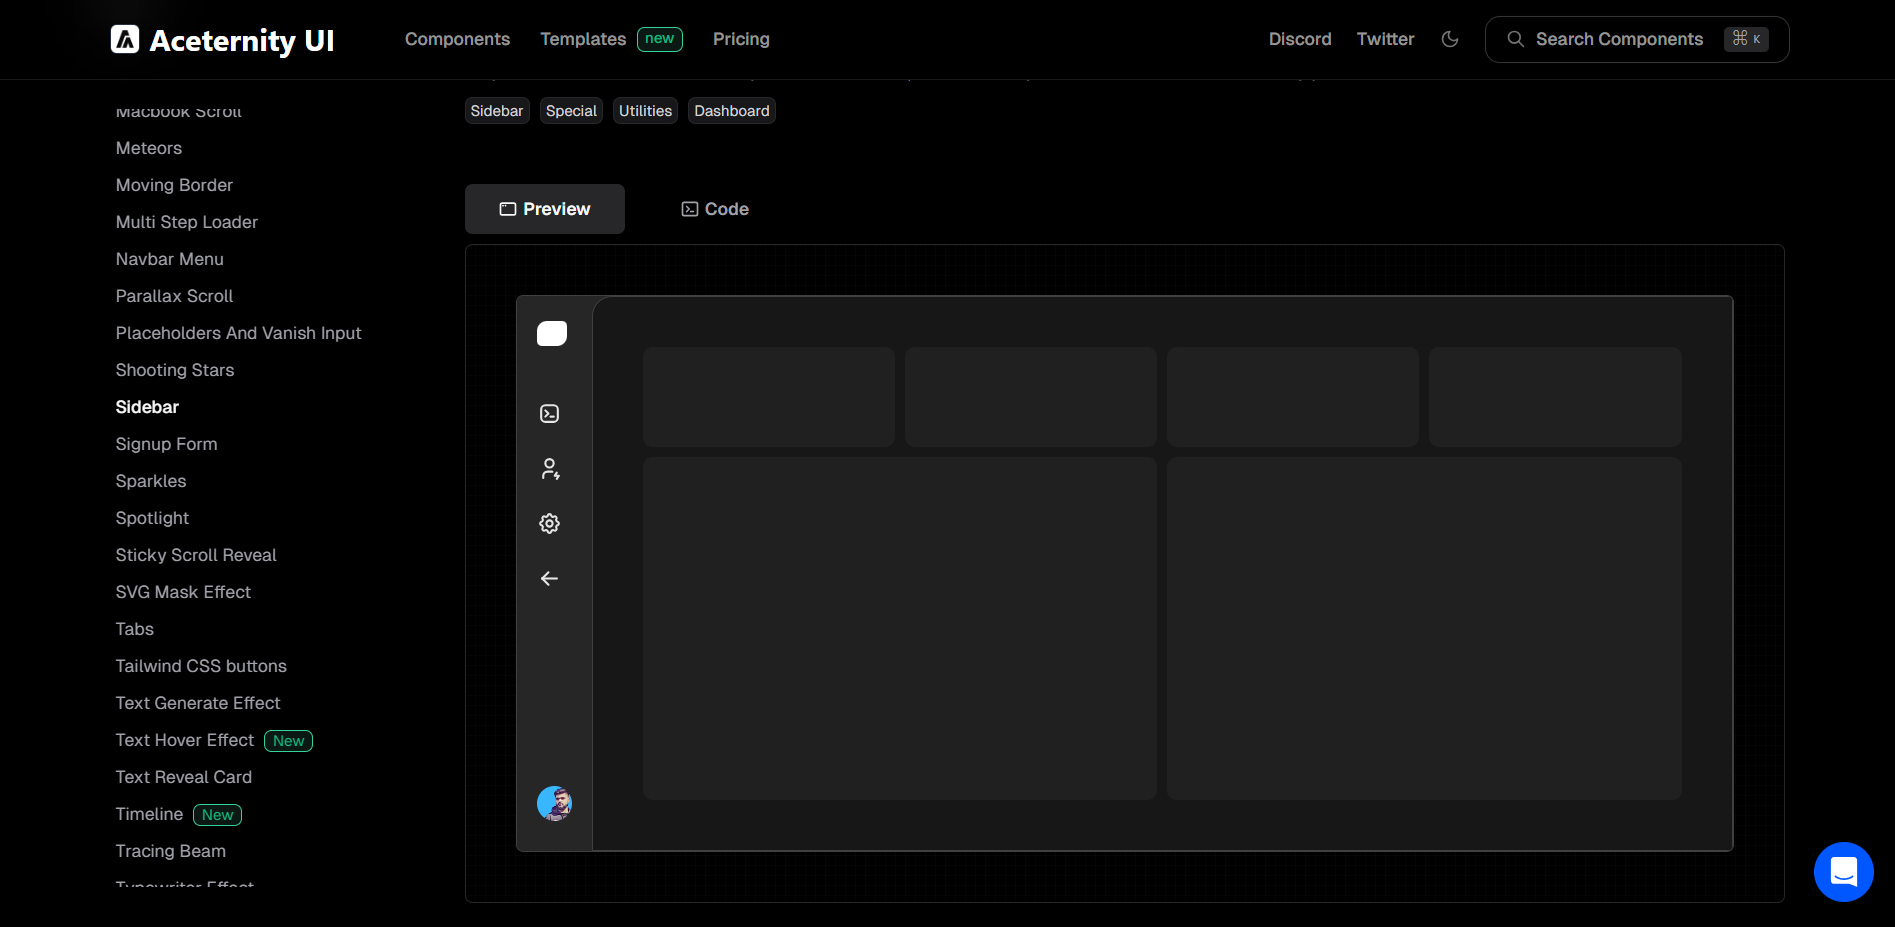 Aceternity UI
Components
Templates new
Pricing
Discord
Twitter
Search Components
⌘ K
Macbook Scroll
Meteors
Moving Border
Multi Step Loader
Navbar Menu
Parallax Scroll
Placeholders And Vanish Input
Shooting Stars
Sidebar
Signup Form
Sparkles
Spotlight
Sticky Scroll Reveal
SVG Mask Effect
Tabs
Tailwind CSS buttons
Text Generate Effect
Text Hover Effect New
Text Reveal Card
Timeline New
Tracing Beam
Typewriter Effect
Sidebar
Special
Utilities
Dashboard
Preview
Code